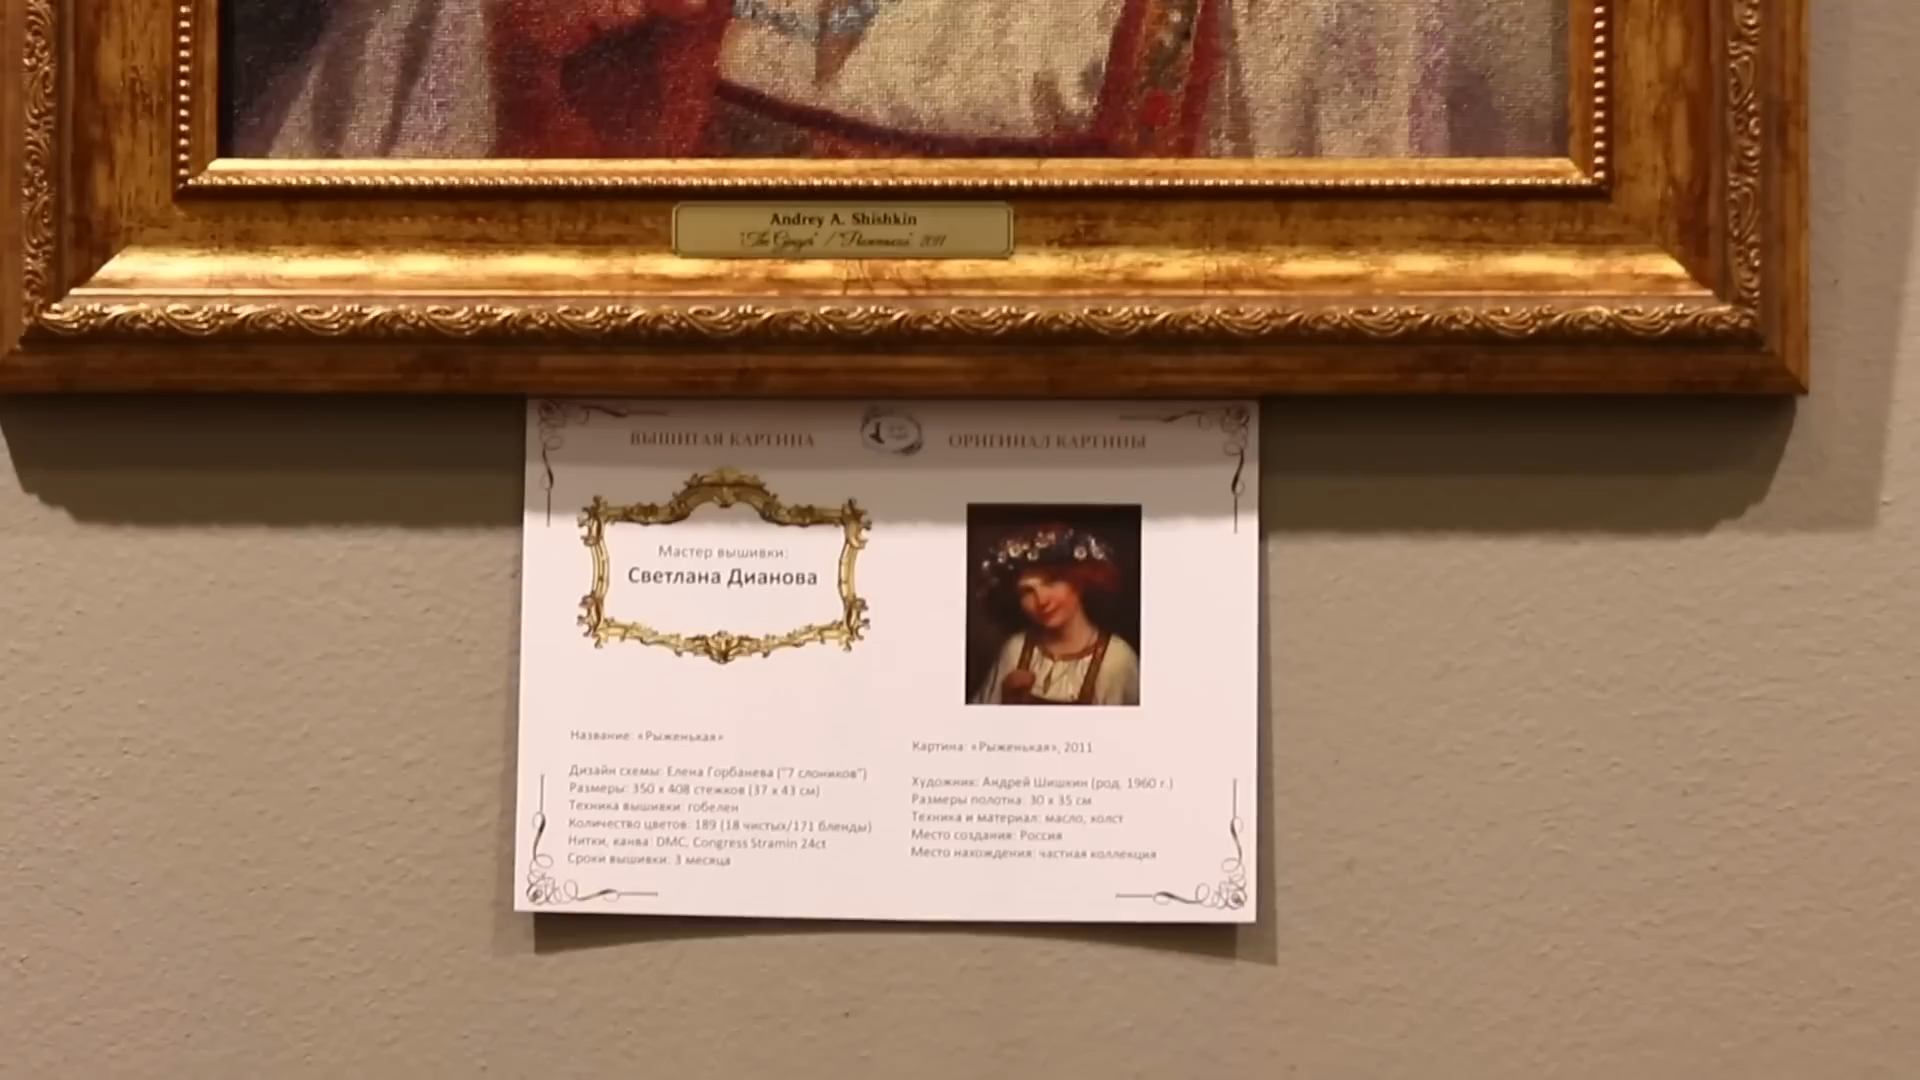 Andrey A. Shishkin
"The Ginger" / 2011
ВЫШИТАЯ КАРТИНА
ОРИГИНАЛ КАРТИНЫ
Мастер вышивки:
Светлана Дианова
Название: «Рыженькая»
Дизайн схемы: Елена Горбанева ("7 слоников")
Размеры: 350 х 408 стежков (37 х 43 см)
Техника вышивки: гобелен
Количество цветов: 189 (18 чистых/171 бленды)
Нитки, канва: DMC, Congress Stramin 24ct
Сроки вышивки: 3 месяца
Картина: «Рыженькая», 2011
Художник: Андрей Шишкин (род. 1960 г.)
Размеры полотна: 30 х 35 см
Техника и материал: масло, холст
Место создания: Россия
Место нахождения: частная коллекция